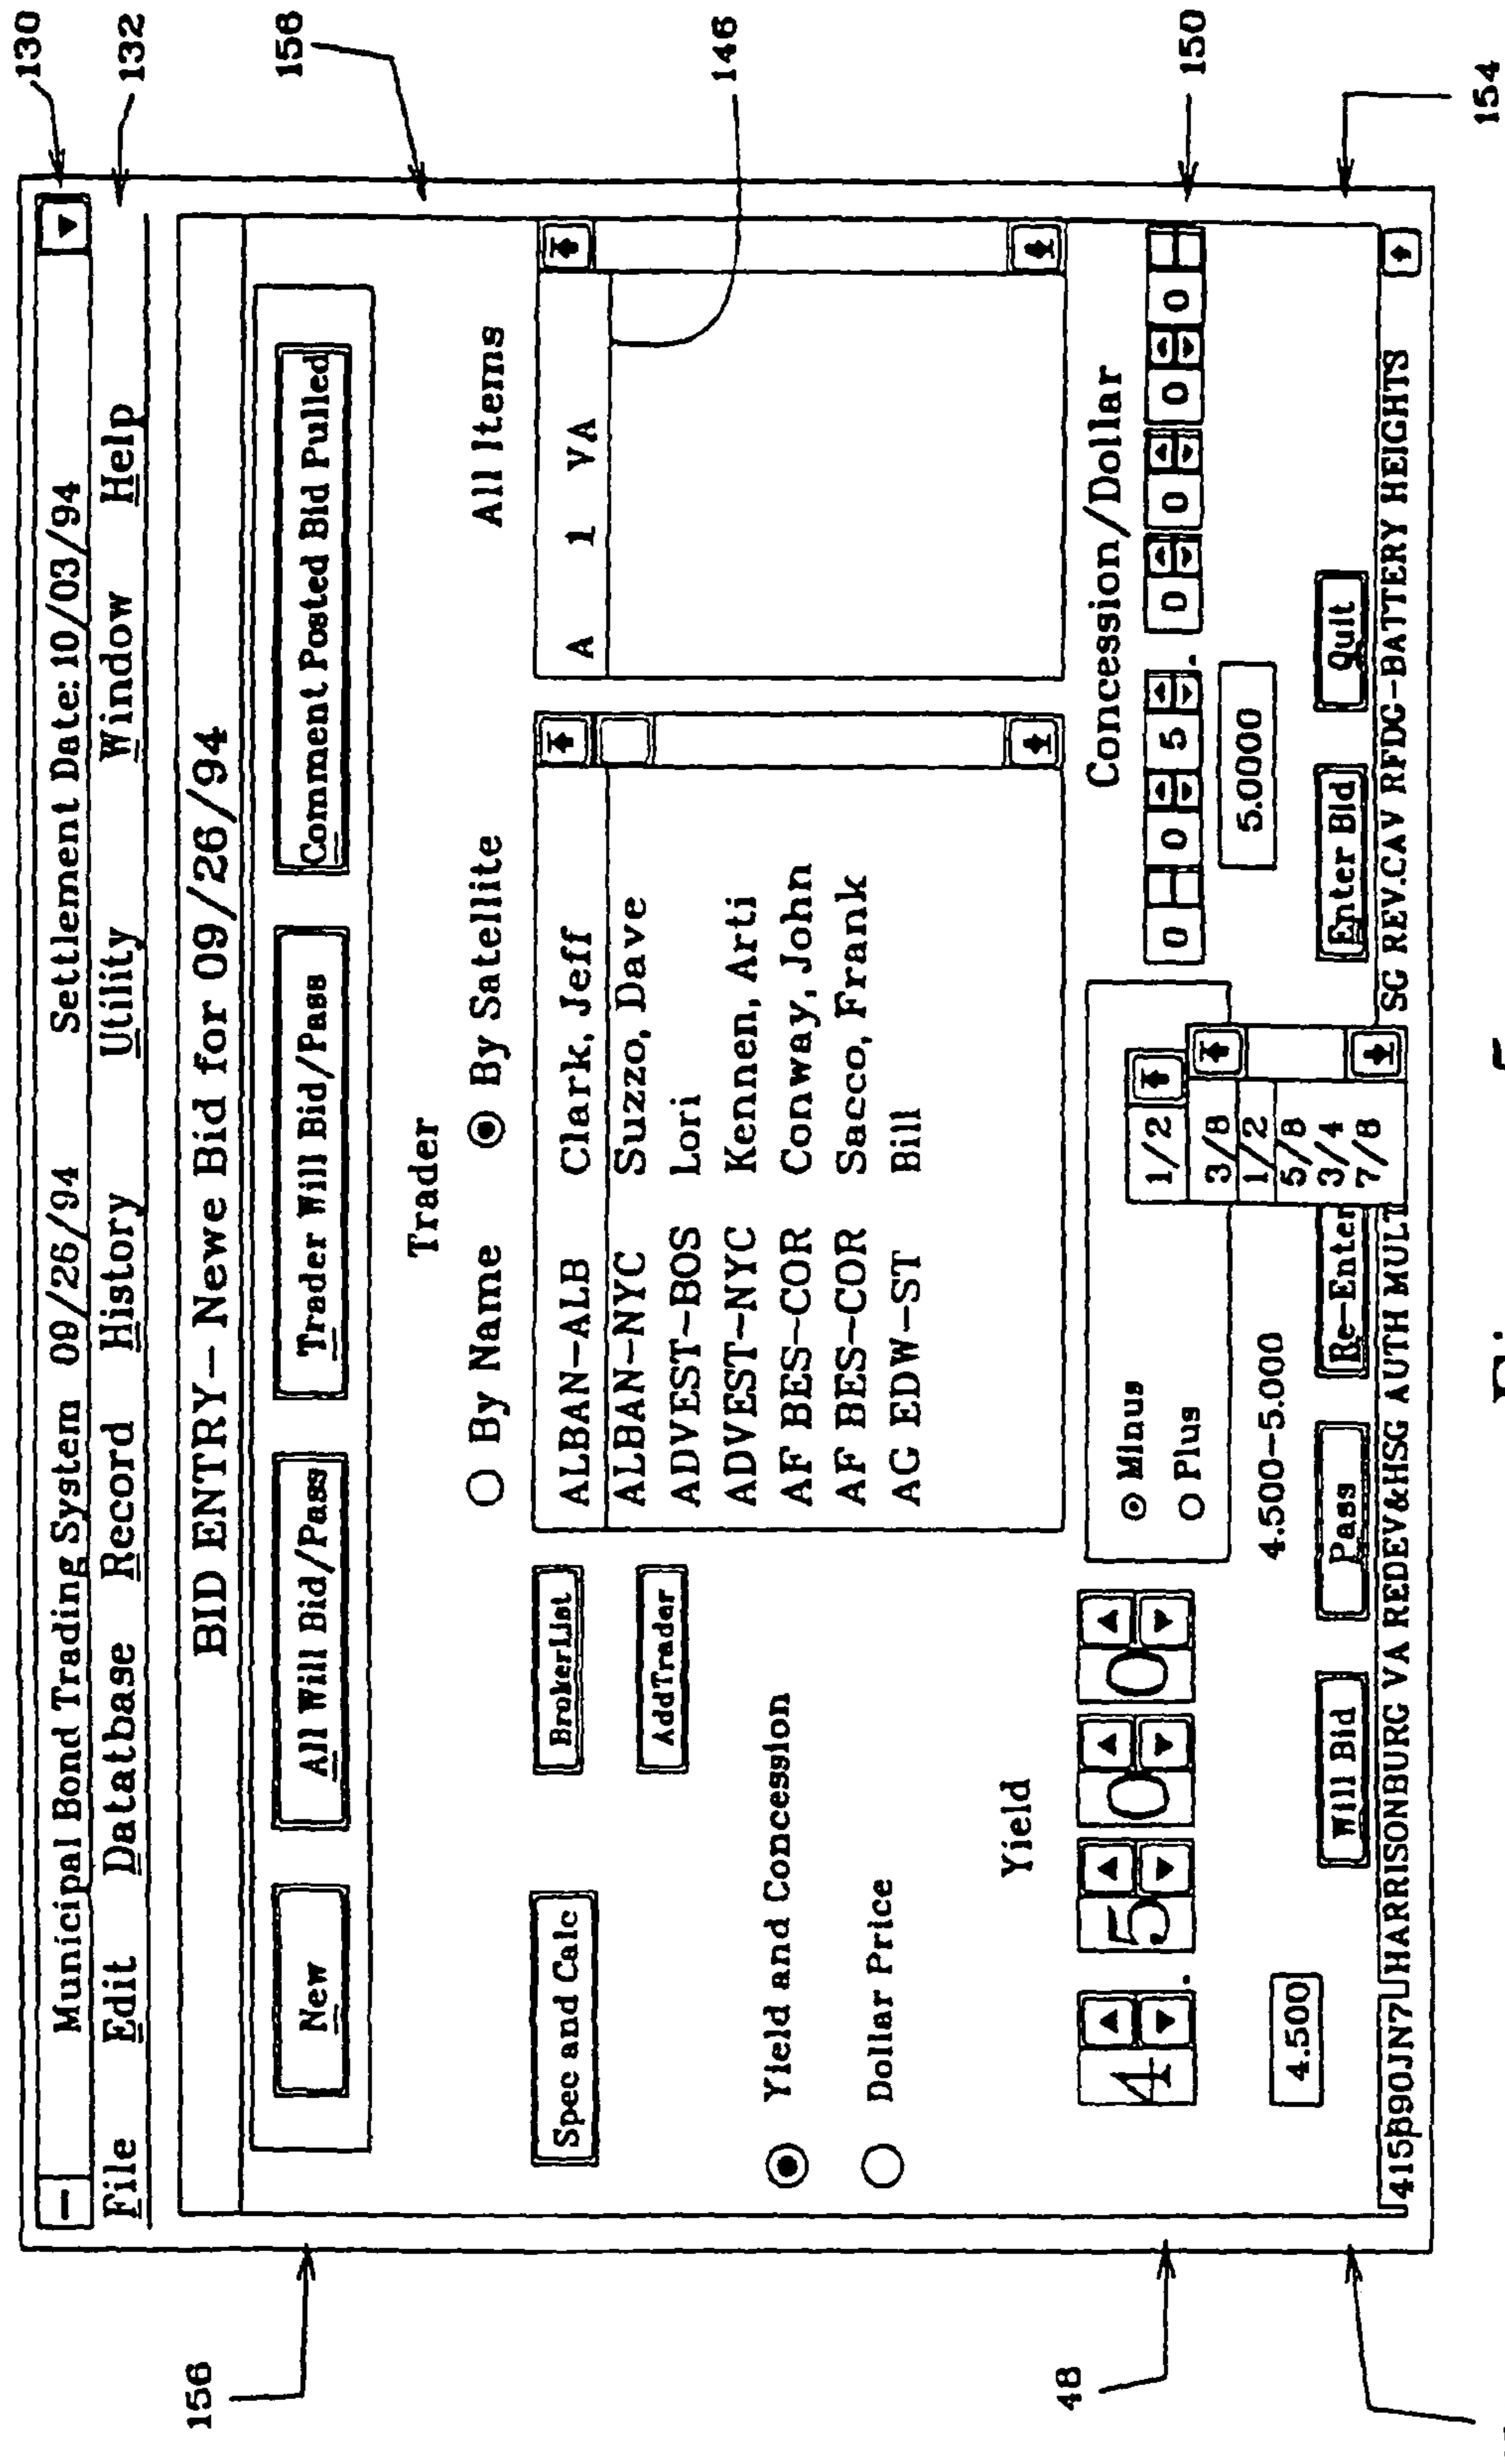 130
132
Municipal Bond Trading System 09/26/94 Settlement Date: 10/03/94
File Edit Datatbase Record History Utility Window Help
BID ENTRY- Newe Bid for 09/26/94
156
158
New All Will Bid/Pass Trader Will Bid/Pass Comment Posted Bid Pulled
Trader
By Name By Satellite All Items
Spec and Calc BrokerList
AddTrader
ALBAN-ALB Clark, Jeff
ALBAN-NYC Suzzo, Dave
ADVEST-BOS Lori
ADVEST-NYC Kennen, Arti
AF BES-COR Conway, John
AF BES-COR Sacco, Frank
AG EDW-ST Bill
A 1 VA
146
Yield and Concession
Dollar Price
Yield
Concession/Dollar
48
4 . 5 0 0
Minus
Plus
1/2
3/8
1/2
5/8
3/4
7/8
0 0 5 . 0 0 0 0
150
4.500
4.500-5.000
5.0000
Will Bid Pass Re-Enter Enter Bid Quit
154
415B90JN7 HARRISONBURG VA REDEV&HSG AUTH MULT SG REV.CAV RFDG-BATTERY HEIGHTS